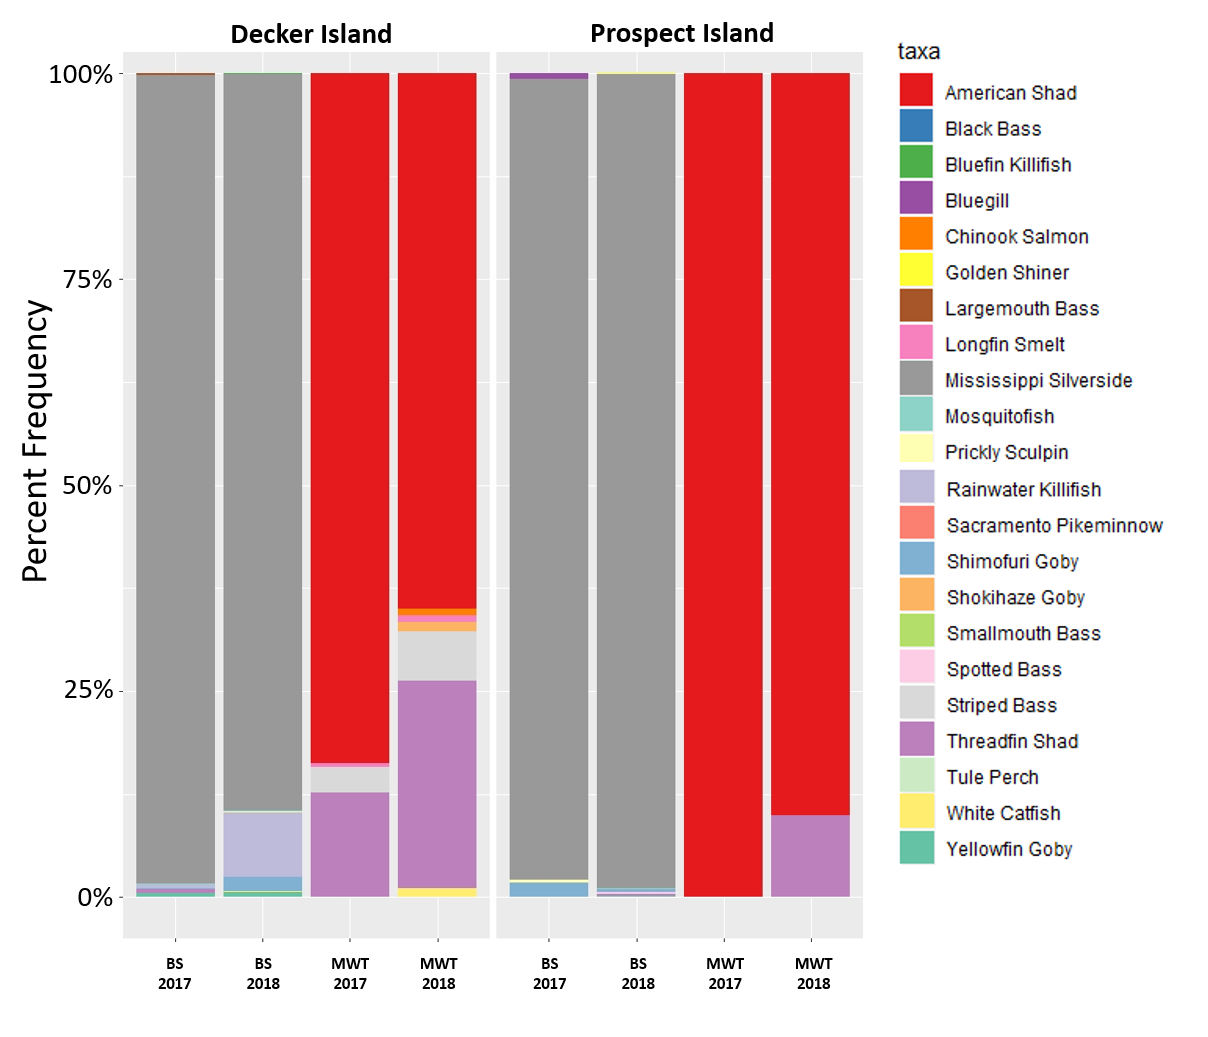 Decker Island
Prospect Island
Percent Frequency
100%
75%
50%
25%
0%
BS
2017
BS
2018
MWT
2017
MWT
2018
BS
2017
BS
2018
MWT
2017
MWT
2018
taxa
American Shad
Black Bass
Bluefin Killifish
Bluegill
Chinook Salmon
Golden Shiner
Largemouth Bass
Longfin Smelt
Mississippi Silverside
Mosquitofish
Prickly Sculpin
Rainwater Killifish
Sacramento Pikeminnow
Shimofuri Goby
Shokihaze Goby
Smallmouth Bass
Spotted Bass
Striped Bass
Threadfin Shad
Tule Perch
White Catfish
Yellowfin Goby